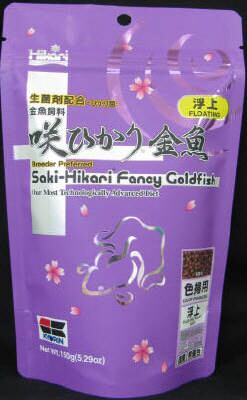 Hikari
生菌剤配合
金魚飼料
浮上
FLOATING
咲ひかり金魚
Breeder Preferred
Saki-Hikari Fancy Goldfish
Our Most Technologically Advanced Diet
色揚用
浮上
Net Wt.150g(5.29oz.)